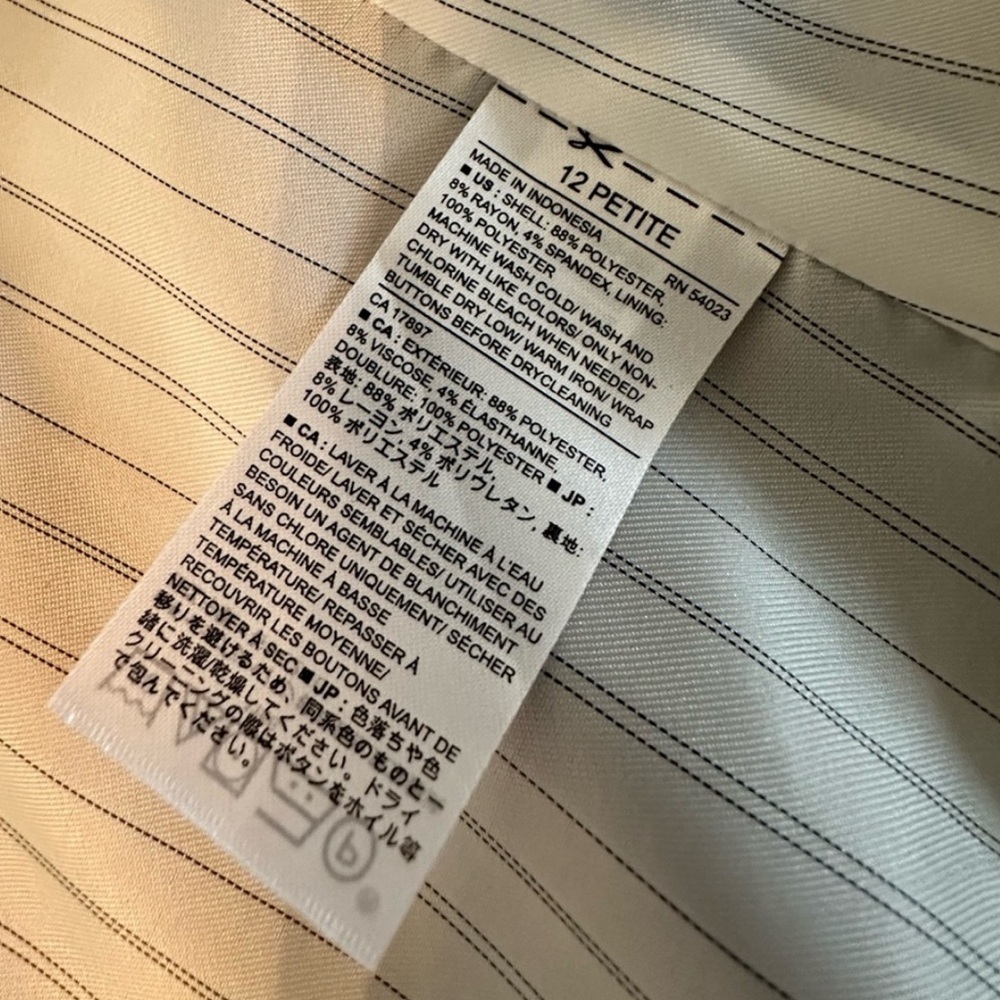 12 PETITE
MADE IN INDONESIA RN 54023
■ US : SHELL: 88% POLYESTER,
8% RAYON, 4% SPANDEX, LINING:
100% POLYESTER
MACHINE WASH COLD/ WASH AND
DRY WITH LIKE COLORS/ ONLY NON-
CHLORINE BLEACH WHEN NEEDED/
TUMBLE DRY LOW/ WARM IRON/ WRAP
BUTTONS BEFORE DRYCLEANING
CA 17897
■ CA : EXTÉRIEUR: 88% POLYESTER,
8% VISCOSE, 4% ÉLASTHANNE,
DOUBLURE: 100% POLYESTER ■ JP :
表地: 88% ポリエステル,
8% レーヨン, 4% ポリウレタン, 裏地:
100% ポリエステル
■ CA : LAVER À LA MACHINE À L'EAU
FROIDE/ LAVER ET SÉCHER AVEC DES
COULEURS SEMBLABLES/ UTILISER AU
BESOIN UN AGENT DE BLANCHIMENT
SANS CHLORE UNIQUEMENT/ SÉCHER
À LA MACHINE À BASSE
TEMPÉRATURE/ REPASSER À
TEMPÉRATURE MOYENNE/
RECOUVRIR LES BOUTONS AVANT DE
NETTOYER À SEC ■ JP : 色落ちや色
移りを避けるため、同系色のものと一
緒に洗濯/乾燥してください。ドライ
クリーニングの際はボタンをホイル等
で包んでください。